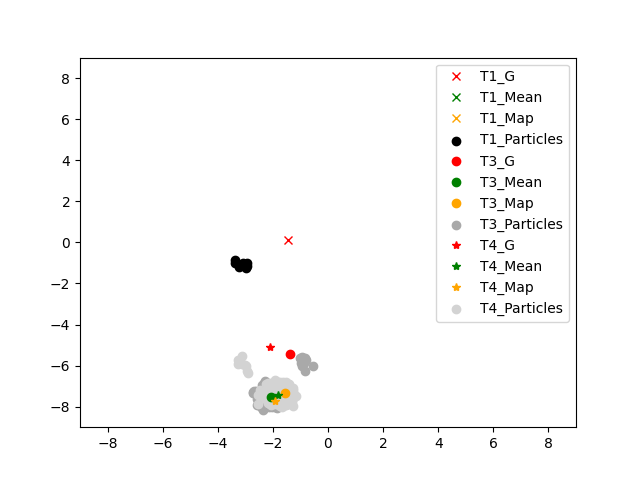 8
6
4
2
0
−2
−4
−6
−8
−8 −6 −4 −2 0 2 4 6 8
T1_G
T1_Mean
T1_Map
T1_Particles
T3_G
T3_Mean
T3_Map
T3_Particles
T4_G
T4_Mean
T4_Map
T4_Particles